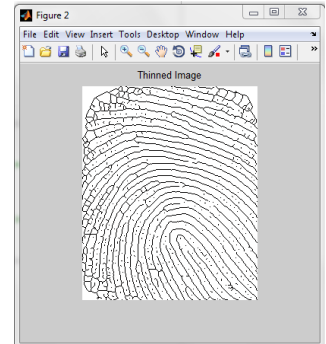 Figure 2
File Edit View Insert Tools Desktop Window Help
Thinned Image